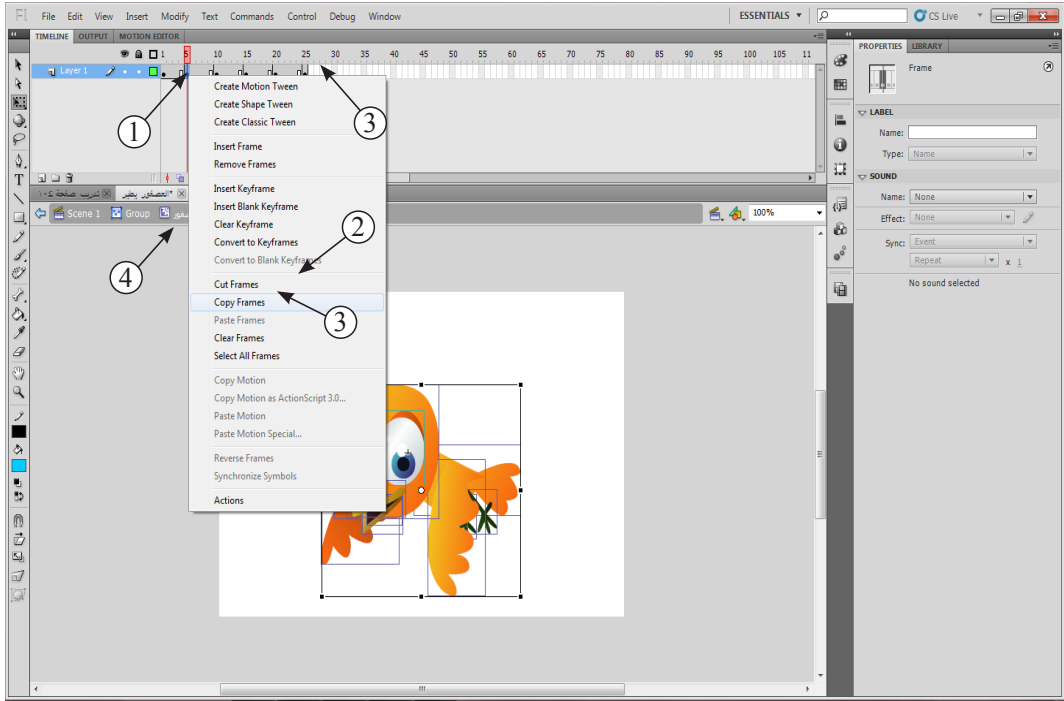 Fl File Edit View Insert Modify Text Commands Control Debug Window ESSENTIALS CS Live
TIMELINE OUTPUT MOTION EDITOR
1 5 10 15 20 25 30 35 40 45 50 55 60 65 70 75 80 85 90 95 100 105 11
Layer 1
1
3
Create Motion Tween
Create Shape Tween
Create Classic Tween
Insert Frame
Remove Frames
Insert Keyframe
Insert Blank Keyframe
Clear Keyframe
Convert to Keyframes
Convert to Blank Keyframes
Cut Frames
Copy Frames
Paste Frames
Clear Frames
Select All Frames
Copy Motion
Copy Motion as ActionScript 3.0...
Paste Motion
Paste Motion Special...
Reverse Frames
Synchronize Symbols
Actions
2
3
4
تدريب صفحة ١٠٤ العصفور يطير*
Scene 1 Group
100%
T
PROPERTIES LIBRARY
Frame
LABEL
Name:
Type: Name
SOUND
Name: None
Effect: None
Sync: Event
Repeat x 1
No sound selected